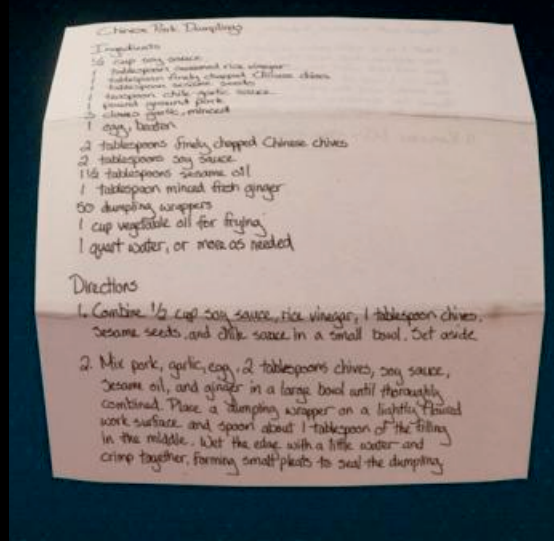 Chinese Pork Dumplings
Ingredients
1/2 cup soy sauce
1 tablespoon seasoned rice vinegar
1 tablespoon finely chopped Chinese chives
1 tablespoon sesame seeds
1 teaspoon chile-garlic sauce
1 pound ground pork
3 cloves garlic, minced
1 egg, beaten
2 tablespoons finely chopped Chinese chives
2 tablespoons soy sauce
1 1/2 tablespoons sesame oil
1 tablespoon minced fresh ginger
50 dumpling wrappers
1 cup vegetable oil for frying
1 quart water, or more as needed
Directions
1. Combine 1/2 cup soy sauce, rice vinegar, 1 tablespoon chives,
sesame seeds, and chile sauce in a small bowl. Set aside
2. Mix pork, garlic, egg, 2 tablespoons chives, soy sauce,
sesame oil, and ginger in a large bowl until thoroughly
combined. Place a dumpling wrapper on a lightly floured
work surface and spoon about 1 tablespoon of the filling
in the middle. Wet the edge with a little water and
crimp together, forming small pleats to seal the dumpling.